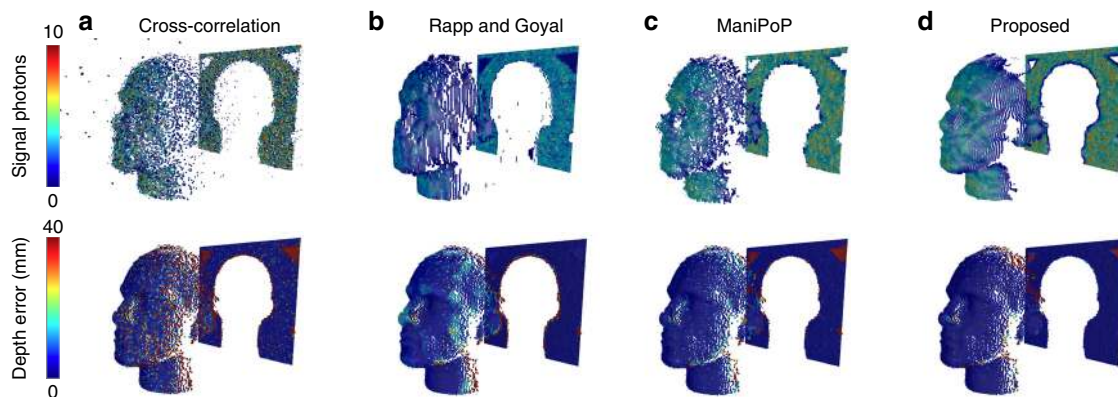 a Cross-correlation
b Rapp and Goyal
c ManiPoP
d Proposed
10
Signal photons
0
40
Depth error (mm)
0